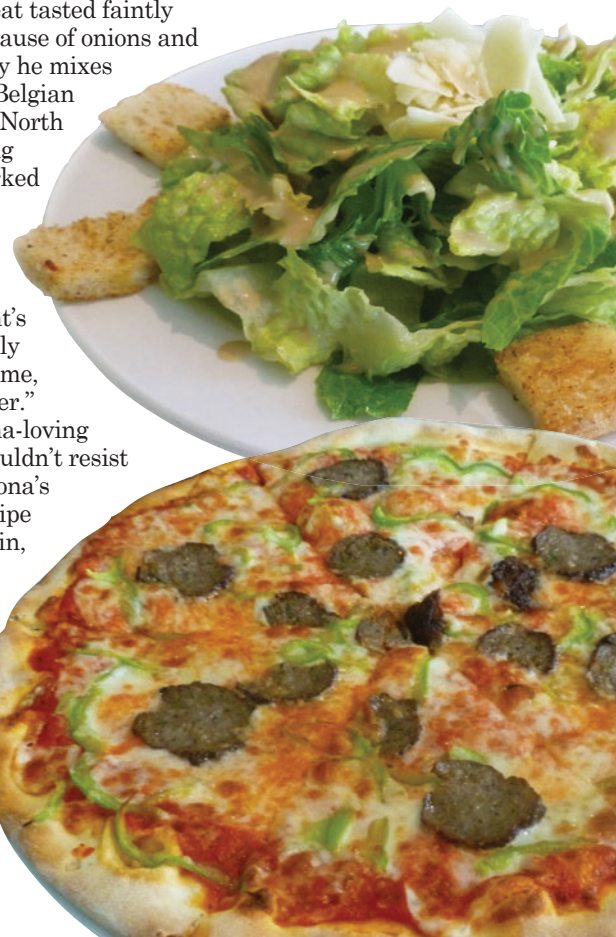 eat tasted faintly
ause of onions and
y he mixes
Belgian
North
g
ked
t's
ly
me,
er.”
a-loving
uldn't resist
ona's
ipe
in,